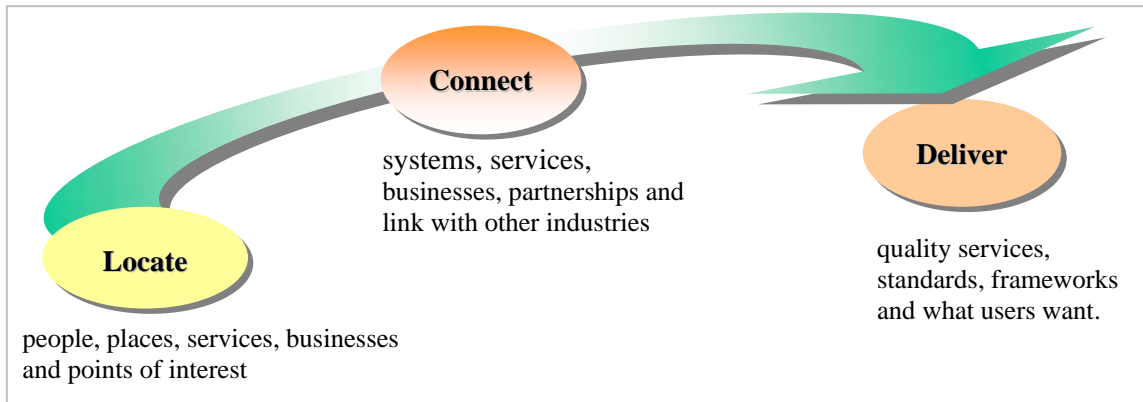 Locate
people, places, services, businesses
and points of interest
Connect
systems, services,
businesses, partnerships and
link with other industries
Deliver
quality services,
standards, frameworks
and what users want.